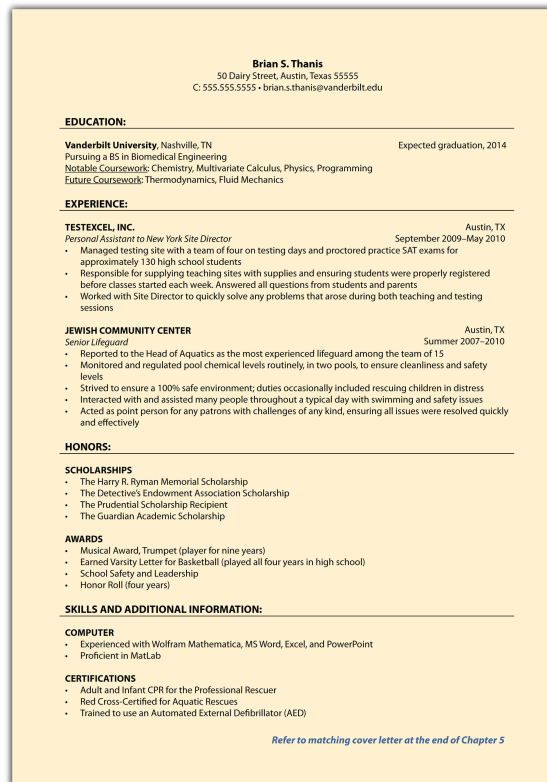 Brian S. Thanis
50 Dairy Street, Austin, Texas 55555
C: 555.555.5555 • brian.s.thanis@vanderbilt.edu
EDUCATION:
Vanderbilt University, Nashville, TN Expected graduation, 2014
Pursuing a BS in Biomedical Engineering
Notable Coursework: Chemistry, Multivariate Calculus, Physics, Programming
Future Coursework: Thermodynamics, Fluid Mechanics
EXPERIENCE:
TESTEXCEL, INC. Austin, TX
Personal Assistant to New York Site Director September 2009–May 2010
• Managed testing site with a team of four on testing days and proctored practice SAT exams for
approximately 130 high school students
• Responsible for supplying teaching sites with supplies and ensuring students were properly registered
before classes started each week. Answered all questions from students and parents
• Worked with Site Director to quickly solve any problems that arose during both teaching and testing
sessions
JEWISH COMMUNITY CENTER Austin, TX
Senior Lifeguard Summer 2007–2010
• Reported to the Head of Aquatics as the most experienced lifeguard among the team of 15
• Monitored and regulated pool chemical levels routinely, in two pools, to ensure cleanliness and safety
levels
• Strived to ensure a 100% safe environment; duties occasionally included rescuing children in distress
• Interacted with and assisted many people throughout a typical day with swimming and safety issues
• Acted as point person for any patrons with challenges of any kind, ensuring all issues were resolved quickly
and effectively
HONORS:
SCHOLARSHIPS
• The Harry R. Ryman Memorial Scholarship
• The Detective's Endowment Association Scholarship
• The Prudential Scholarship Recipient
• The Guardian Academic Scholarship
AWARDS
• Musical Award, Trumpet (player for nine years)
• Earned Varsity Letter for Basketball (played all four years in high school)
• School Safety and Leadership
• Honor Roll (four years)
SKILLS AND ADDITIONAL INFORMATION:
COMPUTER
• Experienced with Wolfram Mathematica, MS Word, Excel, and PowerPoint
• Proficient in MatLab
CERTIFICATIONS
• Adult and Infant CPR for the Professional Rescuer
• Red Cross-Certified for Aquatic Rescues
• Trained to use an Automated External Defibrillator (AED)
Refer to matching cover letter at the end of Chapter 5